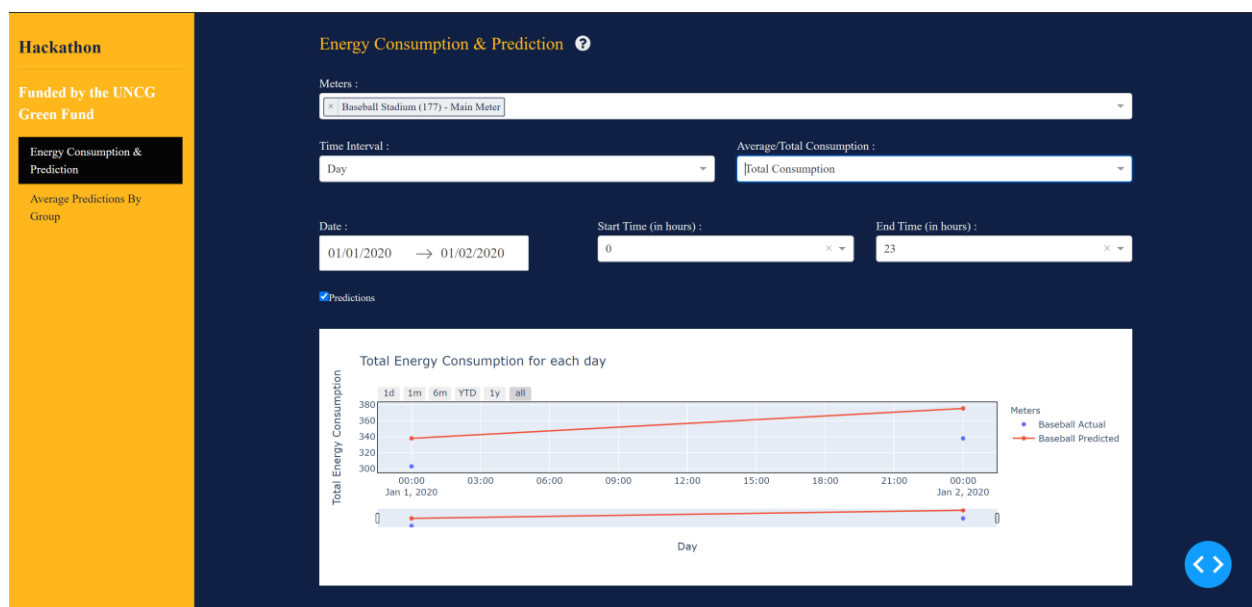 Hackathon
Funded by the UNCG
Green Fund
Energy Consumption &
Prediction
Average Predictions By
Group
Energy Consumption & Prediction ?
Meters :
× Baseball Stadium (177) - Main Meter
Time Interval :
Day
Average/Total Consumption :
Total Consumption
Date :
01/01/2020 → 01/02/2020
Start Time (in hours) :
0 ×
End Time (in hours) :
23 ×
Predictions
Total Energy Consumption for each day
1d 1m 6m YTD 1y all
Total Energy Consumption
380
360
340
320
300
00:00 03:00 06:00 09:00 12:00 15:00 18:00 21:00 00:00
Jan 1, 2020 Jan 2, 2020
Day
Meters
Baseball Actual
Baseball Predicted